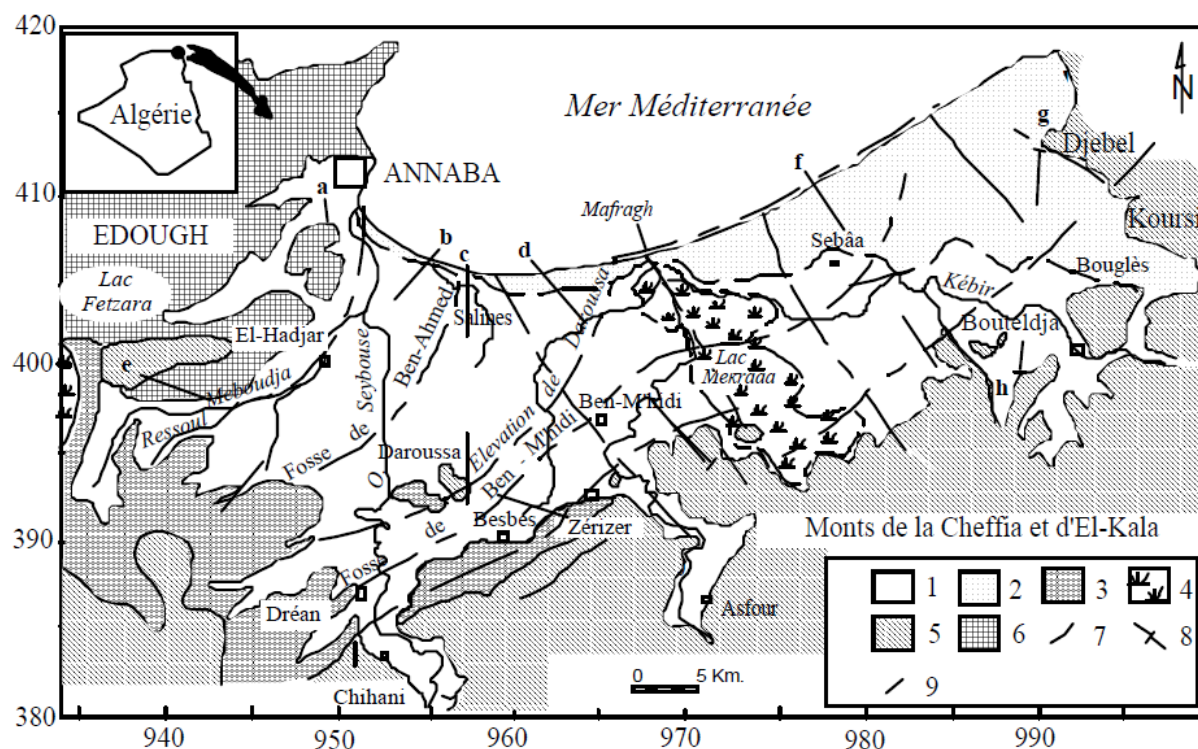 420
Algérie
Mer Méditerranée
N
g
Djebel
ANNABA
410
a
f
Mafragh
EDOUGH
Koursi
b
c
d
Sebâa
Bouglès
Lac
Fetzara
Daroussa
Kébir
Ben-Ahmed
Salines
El-Hadjar
Bouteldja
400
e
Meboudja
Lac
Mekrada
Seybouse
h
Ressoul
de
Ben-M'hidi
Elevation de
Fosse de
Daroussa
Ben - M'hidi
O.
Besbés
Zérizer
390
Monts de la Cheffia et d'El-Kala
Fosse de
Dréan
Asfour
1 2 3 4
5 6 7 8
9
0 5 Km.
Chihani
380
940 950 960 970 980 990